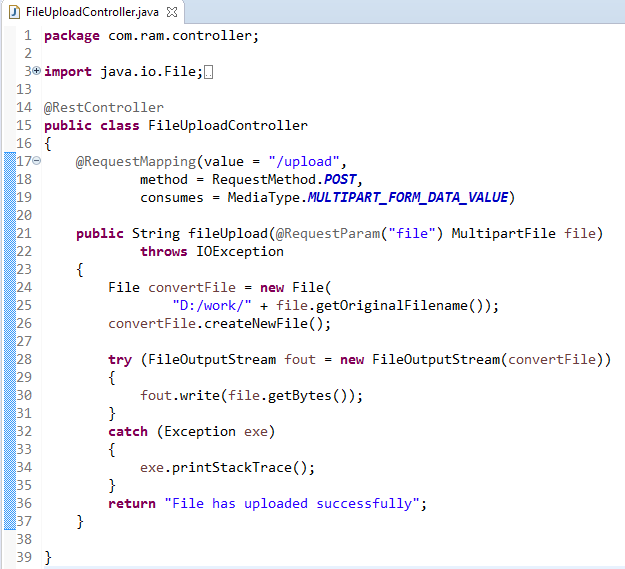 FileUploadController.java
1 package com.ram.controller;
2
3 import java.io.File;
13
14 @RestController
15 public class FileUploadController
16 {
17     @RequestMapping(value = "/upload",
18             method = RequestMethod.POST,
19             consumes = MediaType.MULTIPART_FORM_DATA_VALUE)
20
21     public String fileUpload(@RequestParam("file") MultipartFile file)
22             throws IOException
23     {
24         File convertFile = new File(
25                 "D:/work/" + file.getOriginalFilename());
26         convertFile.createNewFile();
27
28         try (FileOutputStream fout = new FileOutputStream(convertFile))
29         {
30             fout.write(file.getBytes());
31         }
32         catch (Exception exe)
33         {
34             exe.printStackTrace();
35         }
36         return "File has uploaded successfully";
37     }
38
39 }